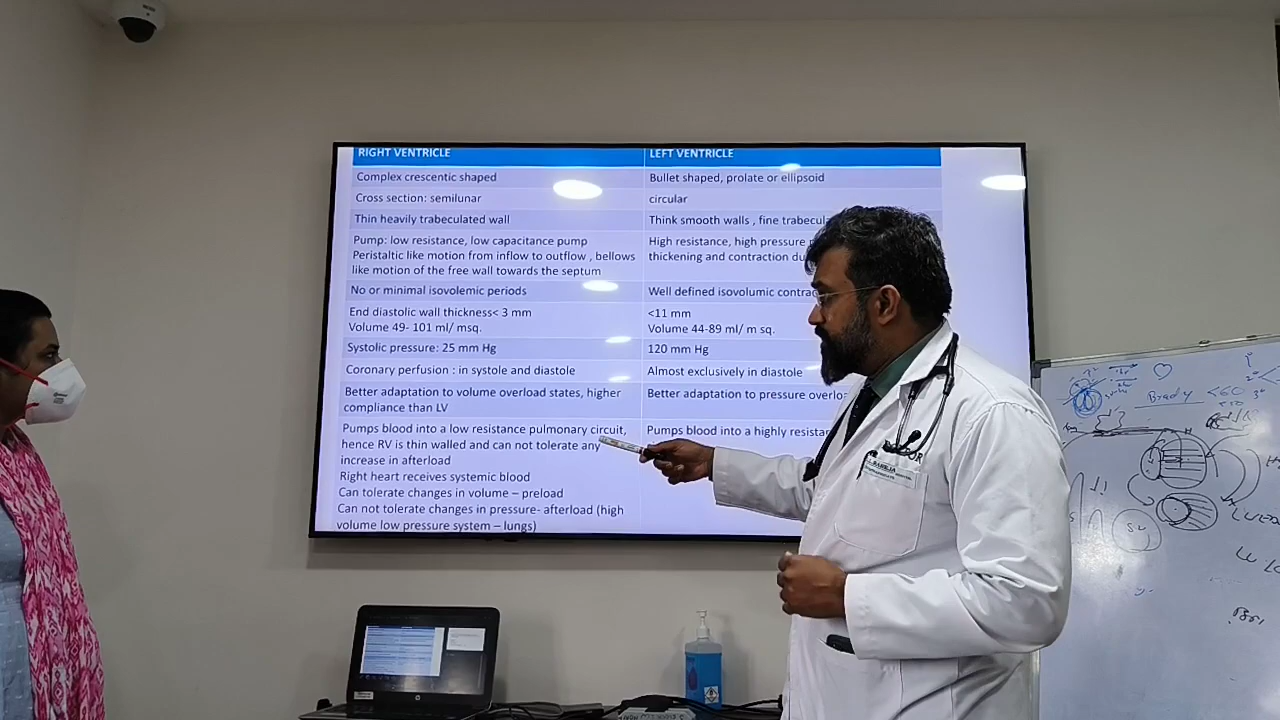 RIGHT VENTRICLE
LEFT VENTRICLE
Complex crescentic shaped
Bullet shaped, prolate or ellipsoid
Cross section: semilunar
circular
Thin heavily trabeculated wall
Think smooth walls , fine
Pump: low resistance, low capacitance pump
Peristaltic like motion from inflow to outflow , bellows
like motion of the free wall towards the septum
High resistance, high pressure
thickening and contraction
No or minimal isovolemic periods
Well defined isovolumic
End diastolic wall thickness< 3 mm
Volume 49- 101 ml/ msq.
<11 mm
Volume 44-89 ml/ m sq.
Systolic pressure: 25 mm Hg
120 mm Hg
Coronary perfusion : in systole and diastole
Almost exclusively in diastole
Better adaptation to volume overload states, higher
compliance than LV
Better adaptation to pressure
Pumps blood into a low resistance pulmonary circuit,
hence RV is thin walled and can not tolerate any
increase in afterload
Right heart receives systemic blood
Can tolerate changes in volume – preload
Can not tolerate changes in pressure- afterload (high
volume low pressure system – lungs)
Pumps blood into a highly
Brady <60